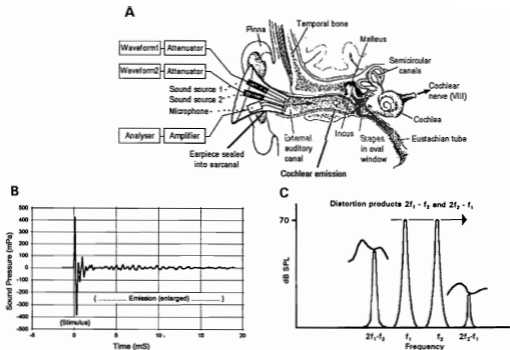 A
Temporal bone
Pinna
Malleus
Waveform1
Attenuator
Semicircular
canals
Waveform2
Attenuator
Sound source 1
Sound source 2
Cochlear
nerve (VIII)
Microphone
Cochlea
Analyser
Amplifier
External
auditory
canal
Incus
Stapes
in oval
window
Eustachian tube
Earpiece sealed
into earcanal
Cochlear emission
B
Sound Pressure (mPa)
500
400
300
200
100
0
-100
-200
-300
-400
-500
(Stimulus)
{ ......... Emission (enlarged) ......... }
0
5
10
15
20
Time (mS)
C
Distortion products 2f₁ - f₂ and 2f₂ - f₁
70
dB SPL
2f₁-f₂
f₁
f₂
2f₂-f₁
Frequency